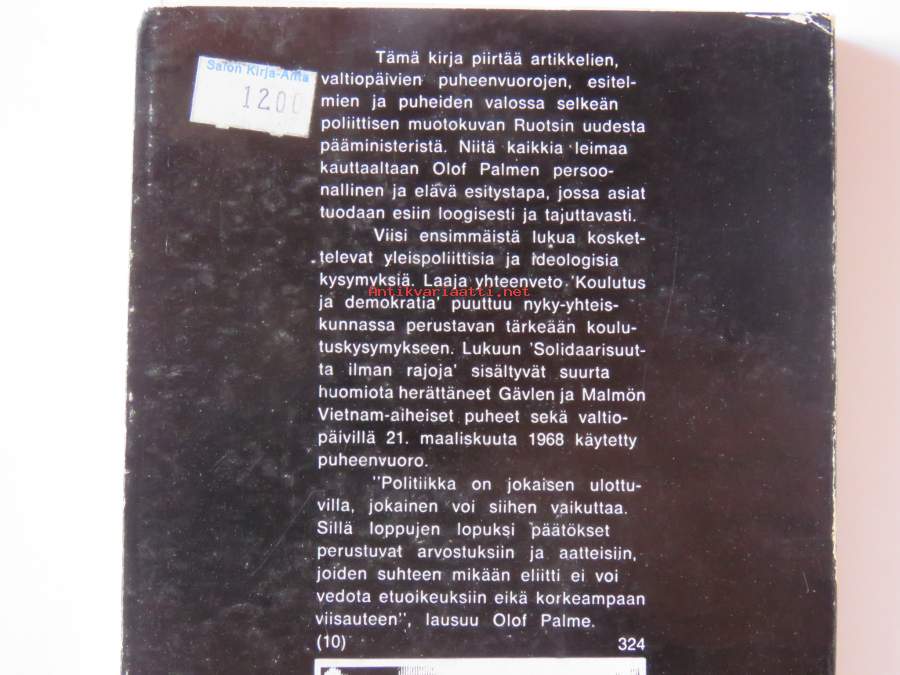 Salon Kirja-Aitta
1200
Tämä kirja piirtää artikkelien,
valtiopäivien puheenvuorojen, esitel-
mien ja puheiden valossa selkeän
poliittisen muotokuvan Ruotsin uudesta
pääministeristä. Niitä kaikkia leimaa
kauttaaltaan Olof Palmen persoo-
nallinen ja elävä esitystapa, jossa asiat
tuodaan esiin loogisesti ja tajuttavasti.
Viisi ensimmäistä lukua kosket-
televat yleispoliittisia ja ideologisia
kysymyksiä. Laaja yhteenveto 'Koulutus
Antikvariaatti.net
ja demokratia' puuttuu nyky-yhteis-
kunnassa perustavan tärkeään koulu-
tuskysymykseen. Lukuun 'Solidaarisuut-
ta ilman rajoja' sisältyvät suurta
huomiota herättäneet Gävlen ja Malmön
Vietnam-aiheiset puheet sekä valtio-
päivillä 21. maaliskuuta 1968 käytetty
puheenvuoro.
"Politiikka on jokaisen ulottu-
villa, jokainen voi siihen vaikuttaa.
Sillä loppujen lopuksi päätökset
perustuvat arvostuksiin ja aatteisiin,
joiden suhteen mikään eliitti ei voi
vedota etuoikeuksiin eikä korkeampaan
viisauteen", lausuu Olof Palme.
(10) 324